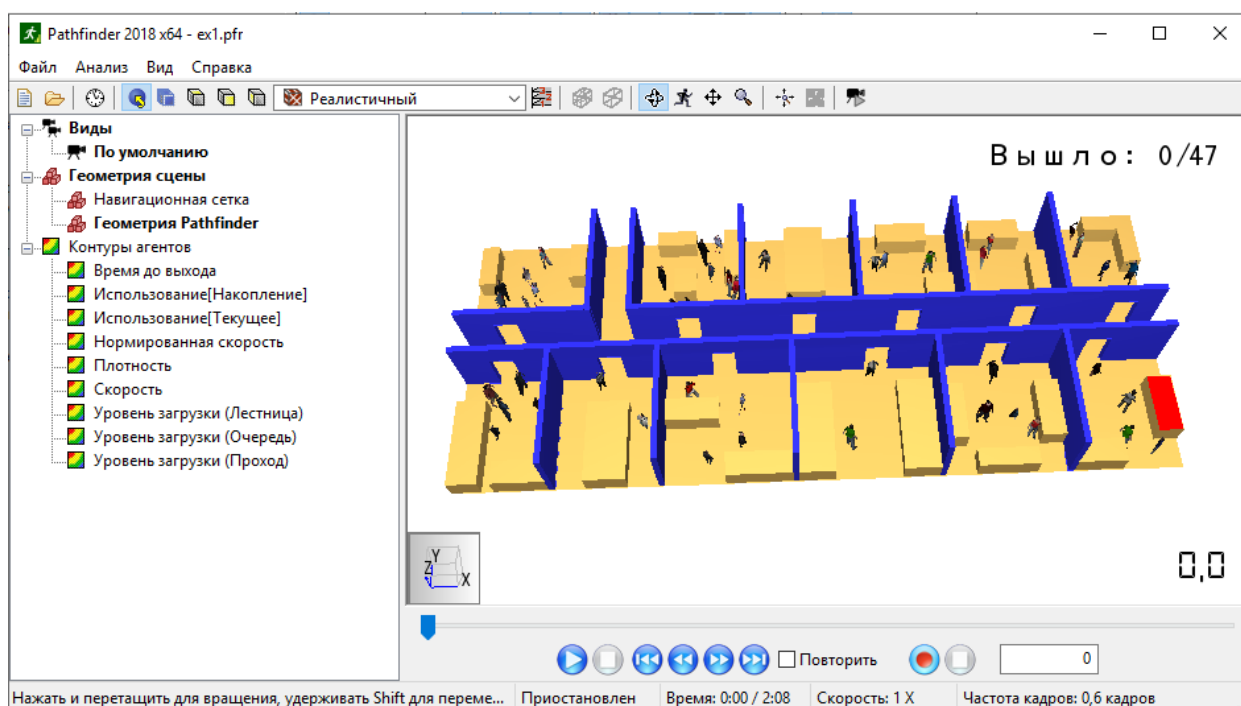 Pathfinder 2018 x64 - ex1.pfr
Файл Анализ Вид Справка
Реалистичный
Виды
По умолчанию
Геометрия сцены
Навигационная сетка
Геометрия Pathfinder
Контуры агентов
Время до выхода
Использование[Накопление]
Использование[Текущее]
Нормированная скорость
Плотность
Скорость
Уровень загрузки (Лестница)
Уровень загрузки (Очередь)
Уровень загрузки (Проход)
Вышло: 0/47
Y
Z
X
0,0
Повторить
0
Нажать и перетащить для вращения, удерживать Shift для переме... Приостановлен Время: 0:00 / 2:08 Скорость: 1 X Частота кадров: 0,6 кадров